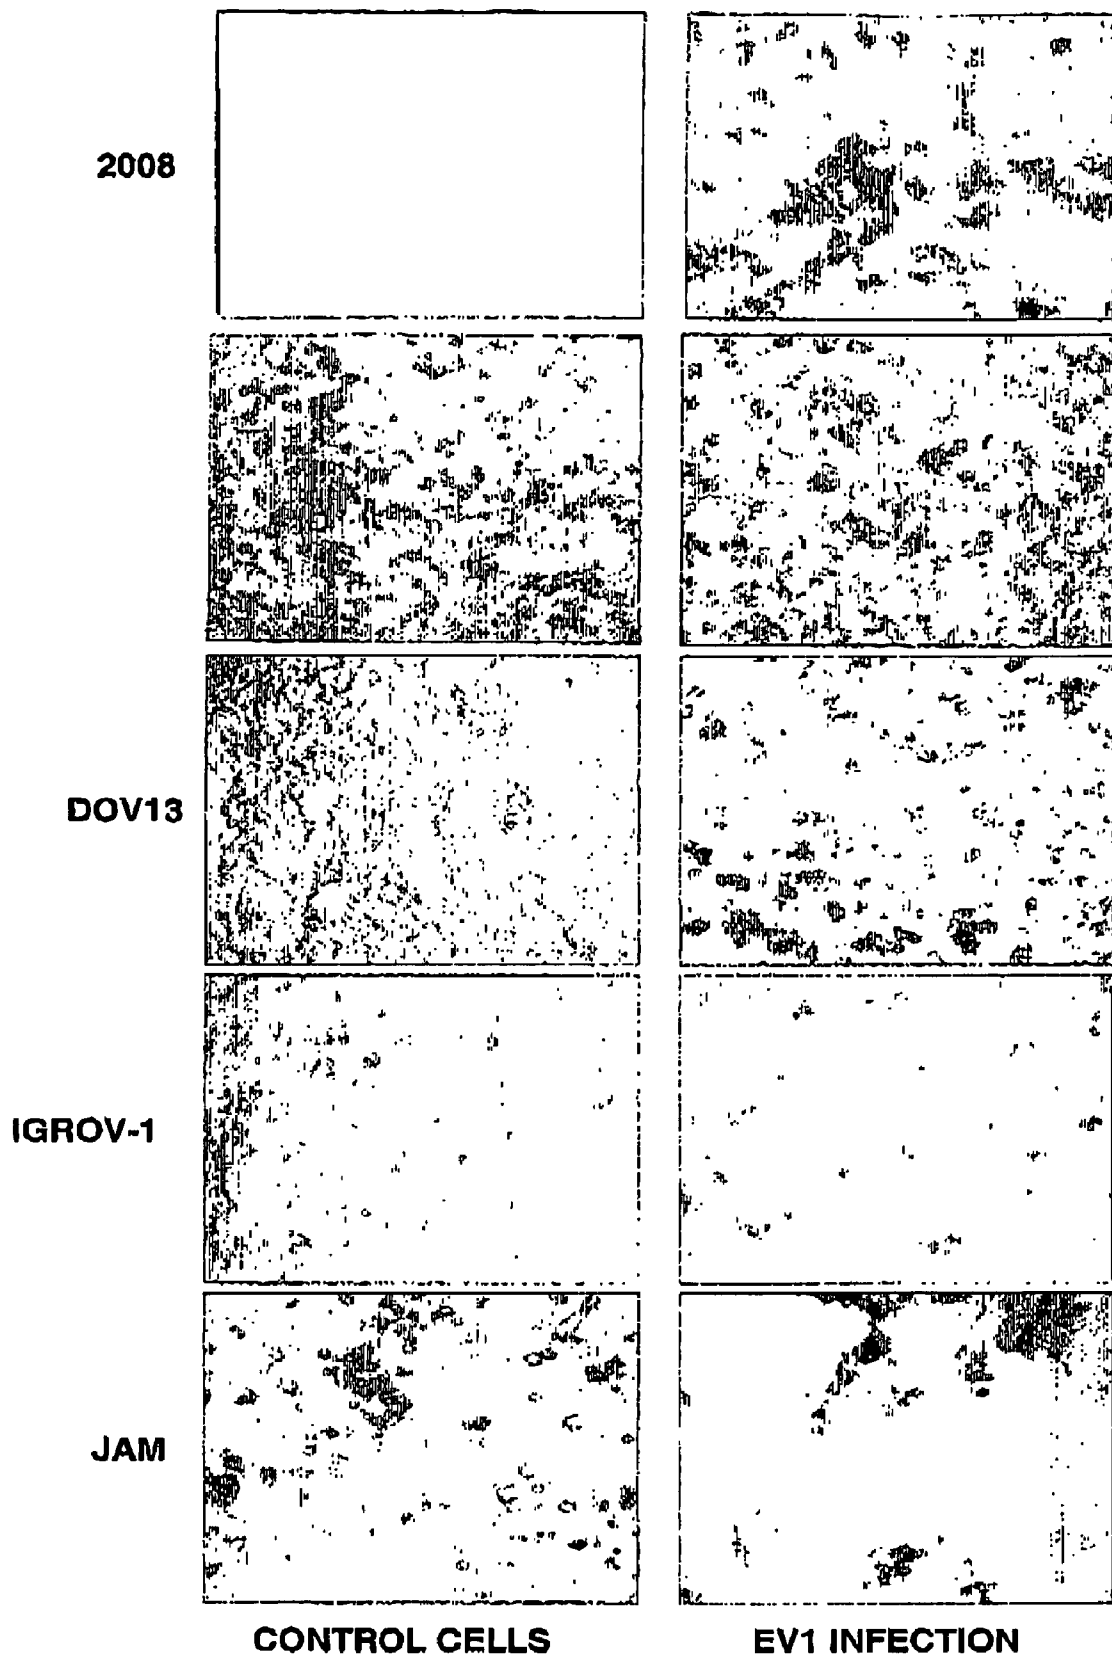 2008
DOV13
IGROV-1
JAM
CONTROL CELLS
EV1 INFECTION